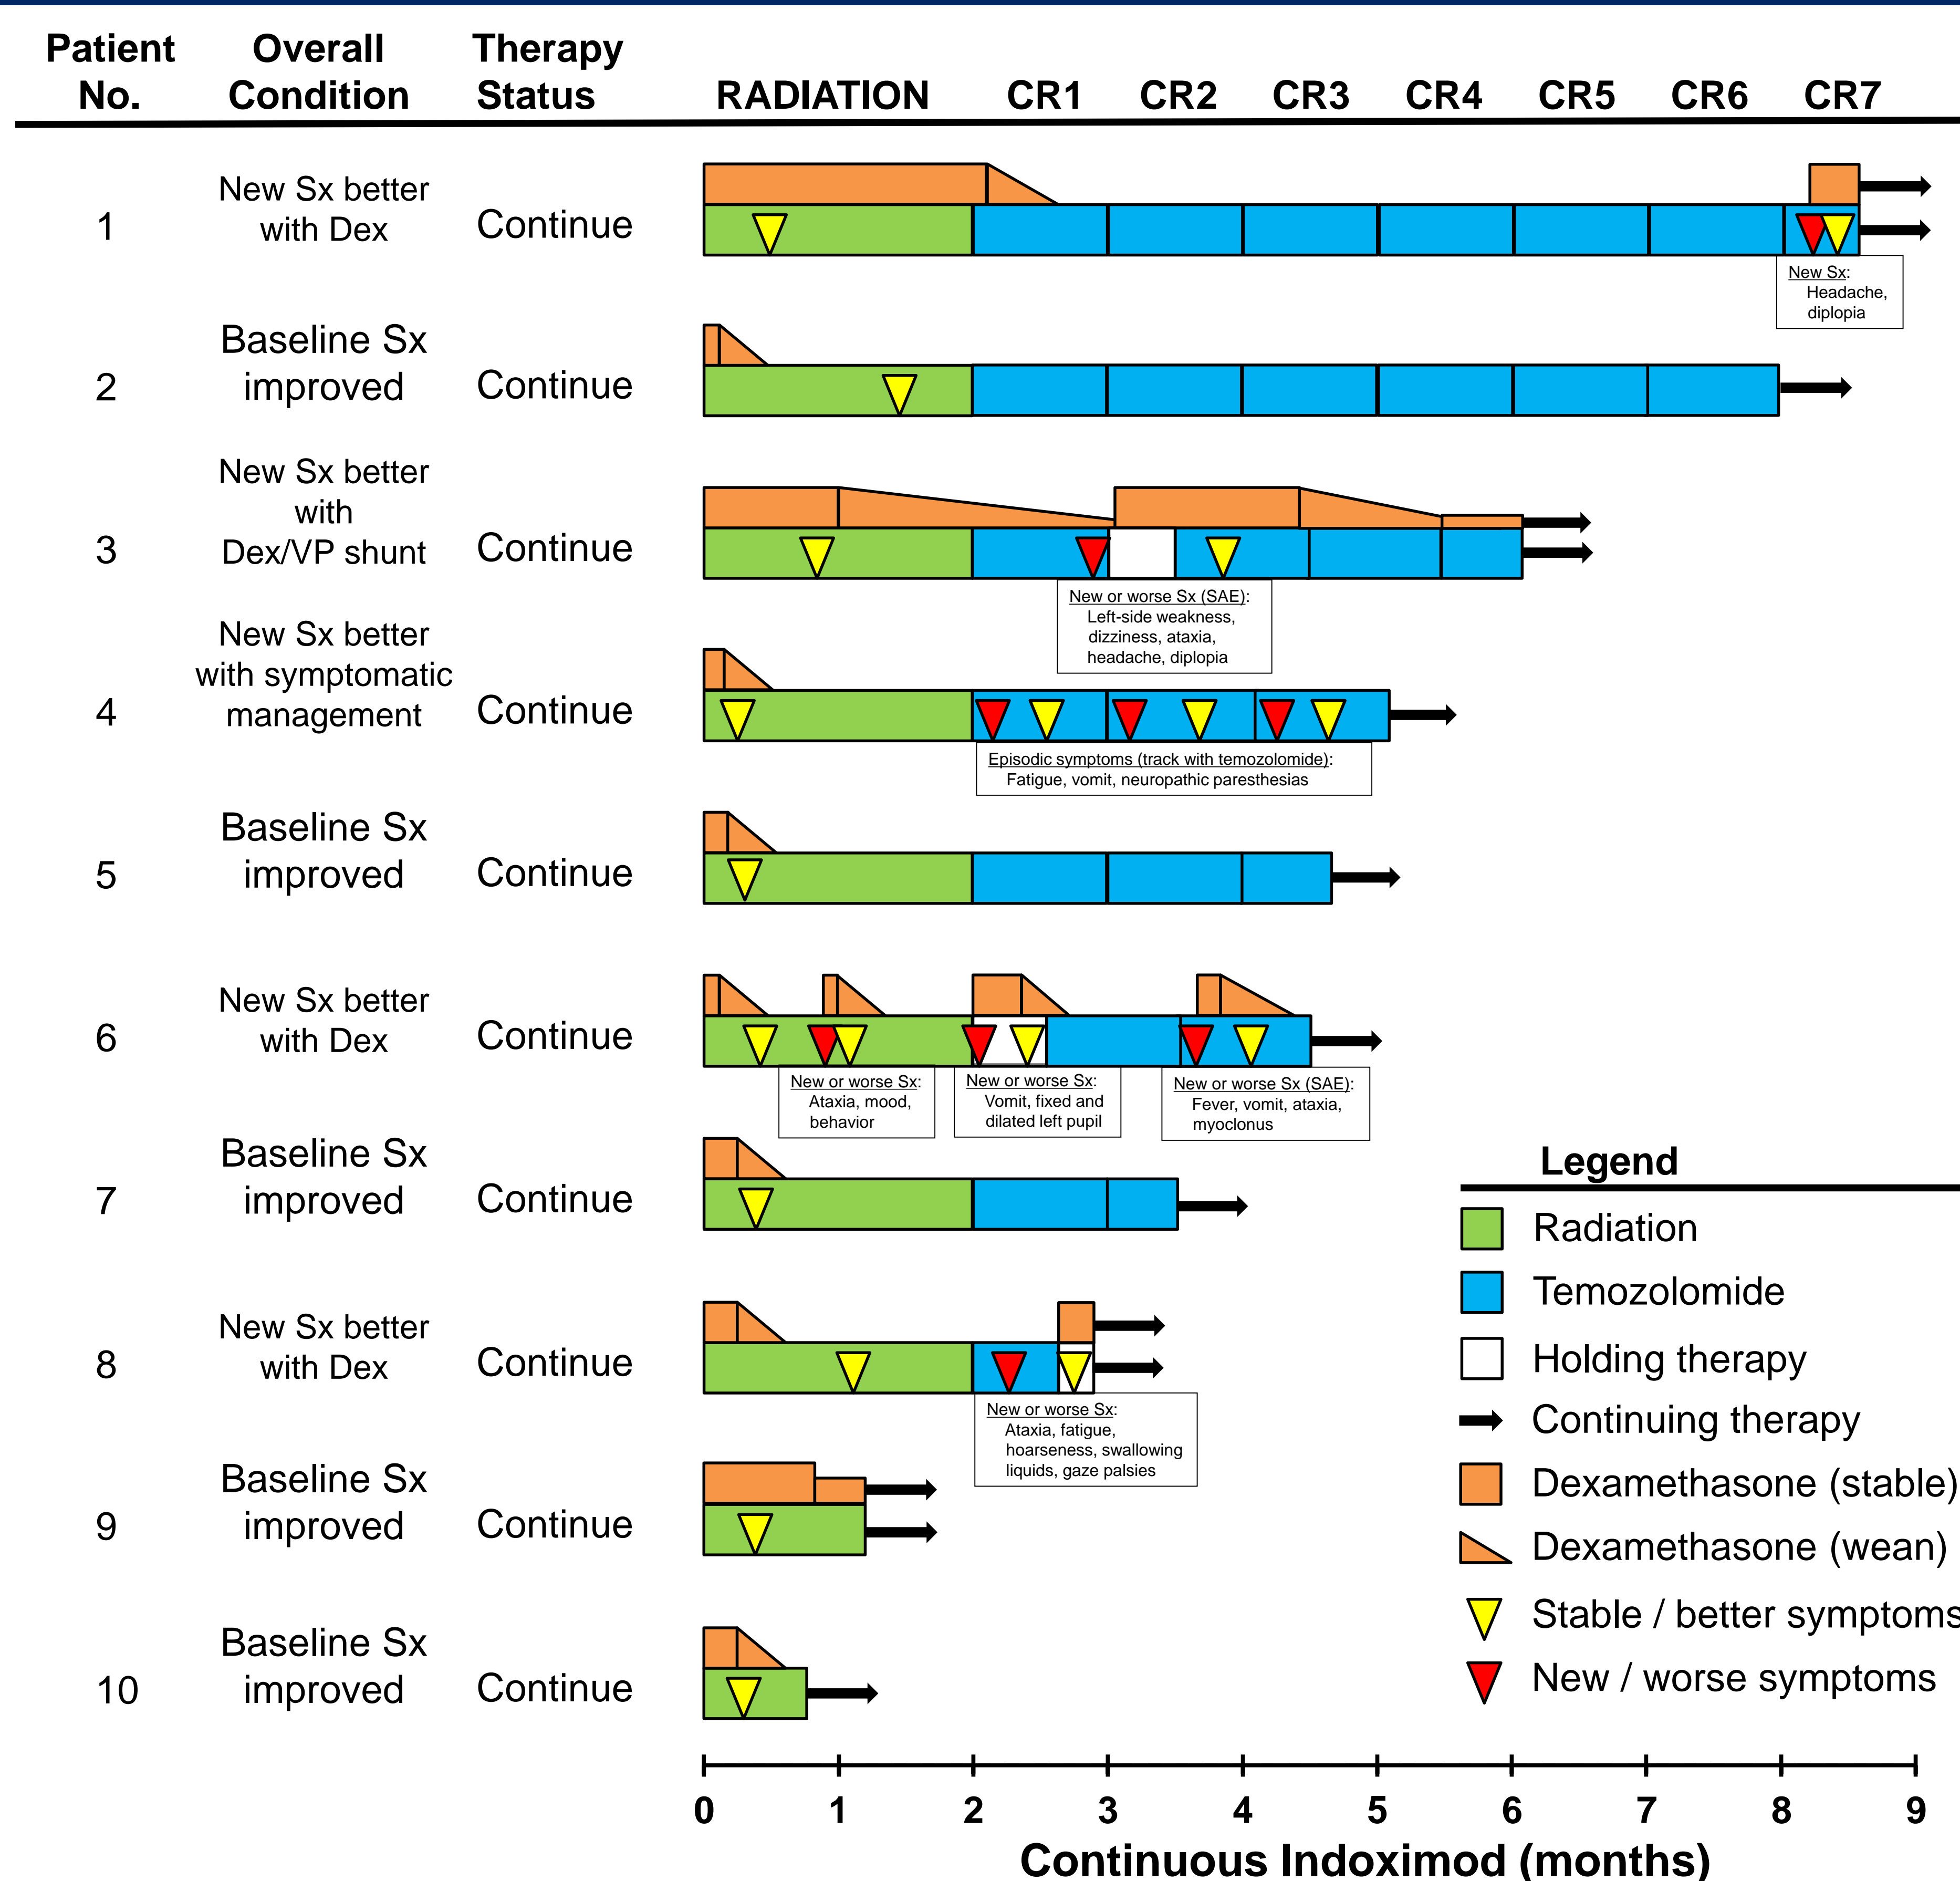 Patient No. Overall Condition Therapy Status RADIATION CR1 CR2 CR3 CR4 CR5 CR6 CR7
1
New Sx better
with Dex
Continue
New Sx:
Headache,
diplopia
2
Baseline Sx
improved
Continue
3
New Sx better
with
Dex/VP shunt
Continue
New or worse Sx (SAE):
Left-side weakness,
dizziness, ataxia,
headache, diplopia
4
New Sx better
with symptomatic
management
Continue
Episodic symptoms (track with temozolomide):
Fatigue, vomit, neuropathic paresthesias
5
Baseline Sx
improved
Continue
6
New Sx better
with Dex
Continue
New or worse Sx:
Ataxia, mood,
behavior
New or worse Sx:
Vomit, fixed and
dilated left pupil
New or worse Sx (SAE):
Fever, vomit, ataxia,
myoclonus
7
Baseline Sx
improved
Continue
8
New Sx better
with Dex
Continue
New or worse Sx:
Ataxia, fatigue,
hoarseness, swallowing
liquids, gaze palsies
9
Baseline Sx
improved
Continue
10
Baseline Sx
improved
Continue
Legend
Radiation
Temozolomide
Holding therapy
Continuing therapy
Dexamethasone (stable)
Dexamethasone (wean)
Stable / better symptoms
New / worse symptoms
0 1 2 3 4 5 6 7 8 9
Continuous Indoximod (months)